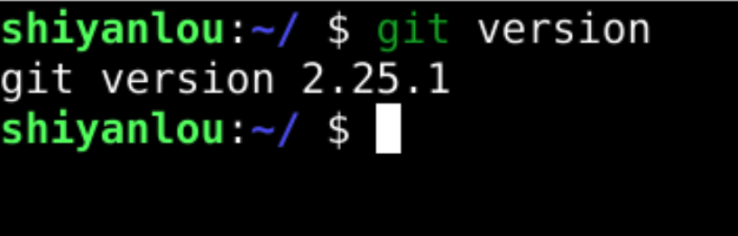 shiyanlou:~/ $ git version
git version 2.25.1
shiyanlou:~/ $